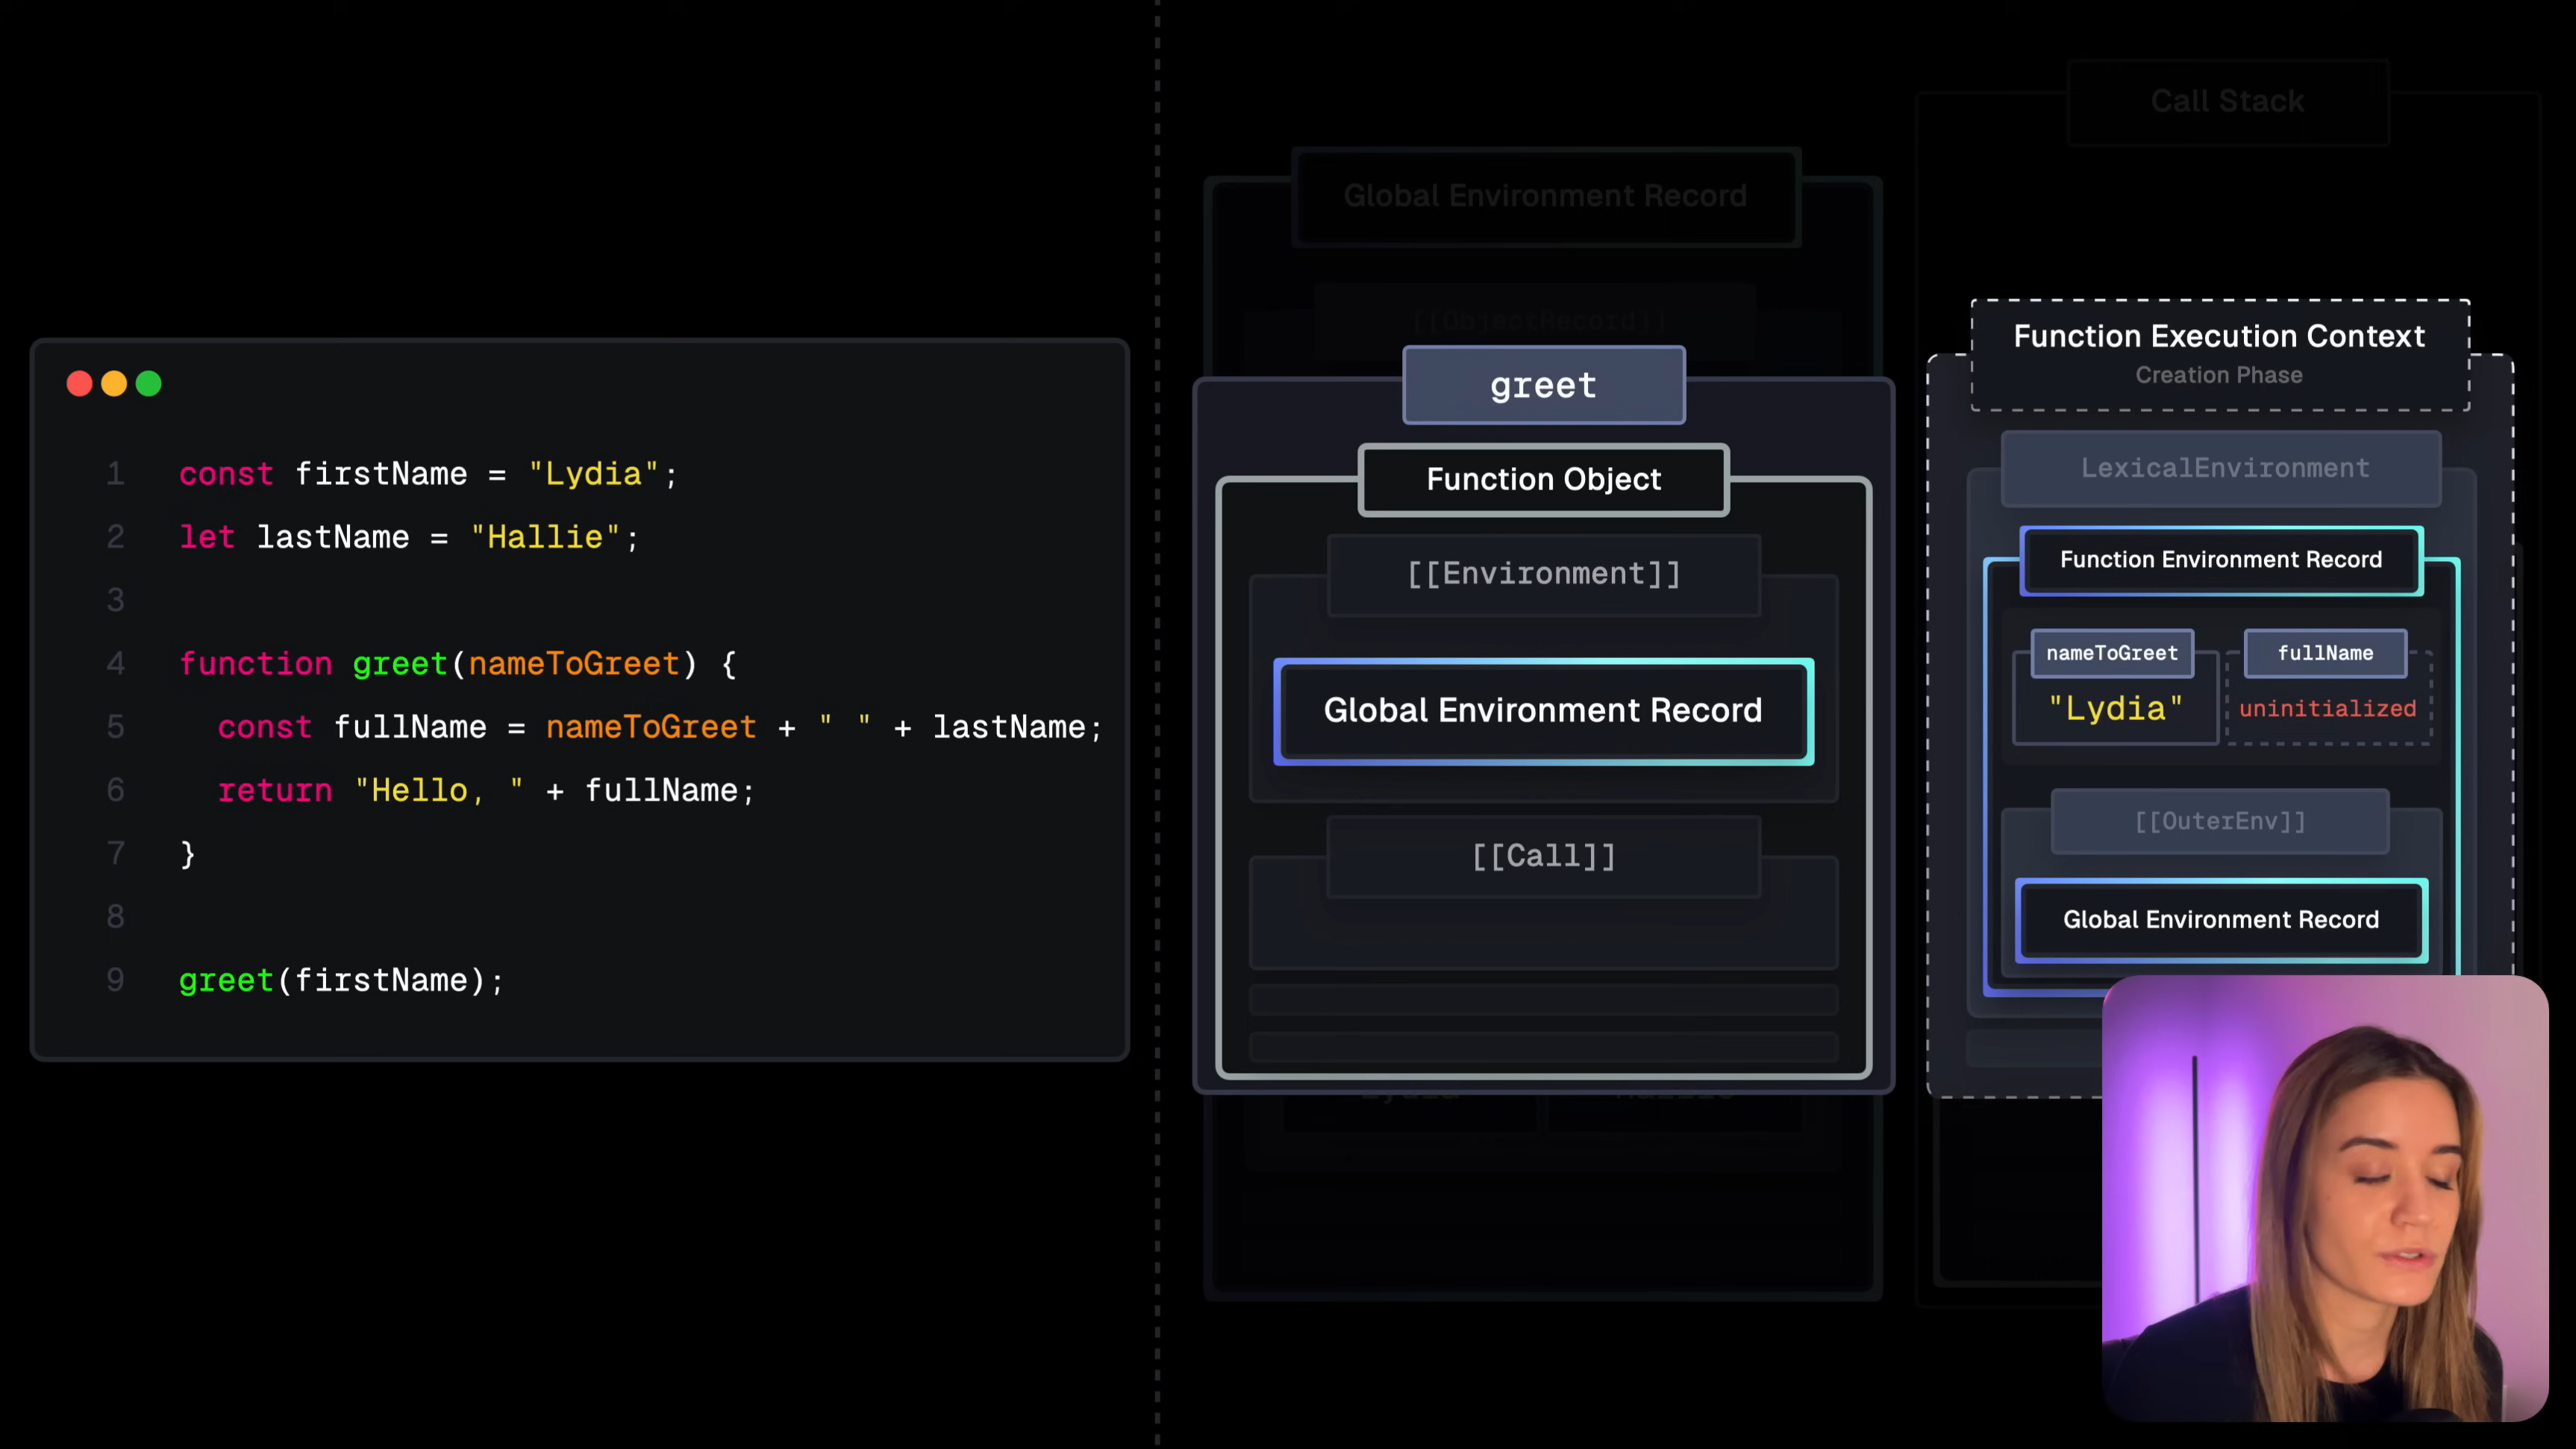 1 const firstName = "Lydia";
2 let lastName = "Hallie";
3
4 function greet(nameToGreet) {
5 const fullName = nameToGreet + " " + lastName;
6 return "Hello, " + fullName;
7 }
8
9 greet(firstName);
Global Environment Record
[[ObjectRecord]]
greet
Function Object
[[Environment]]
Global Environment Record
[[Call]]
Call Stack
Function Execution Context
Creation Phase
LexicalEnvironment
Function Environment Record
nameToGreet
"Lydia"
fullName
uninitialized
[[OuterEnv]]
Global Environment Record